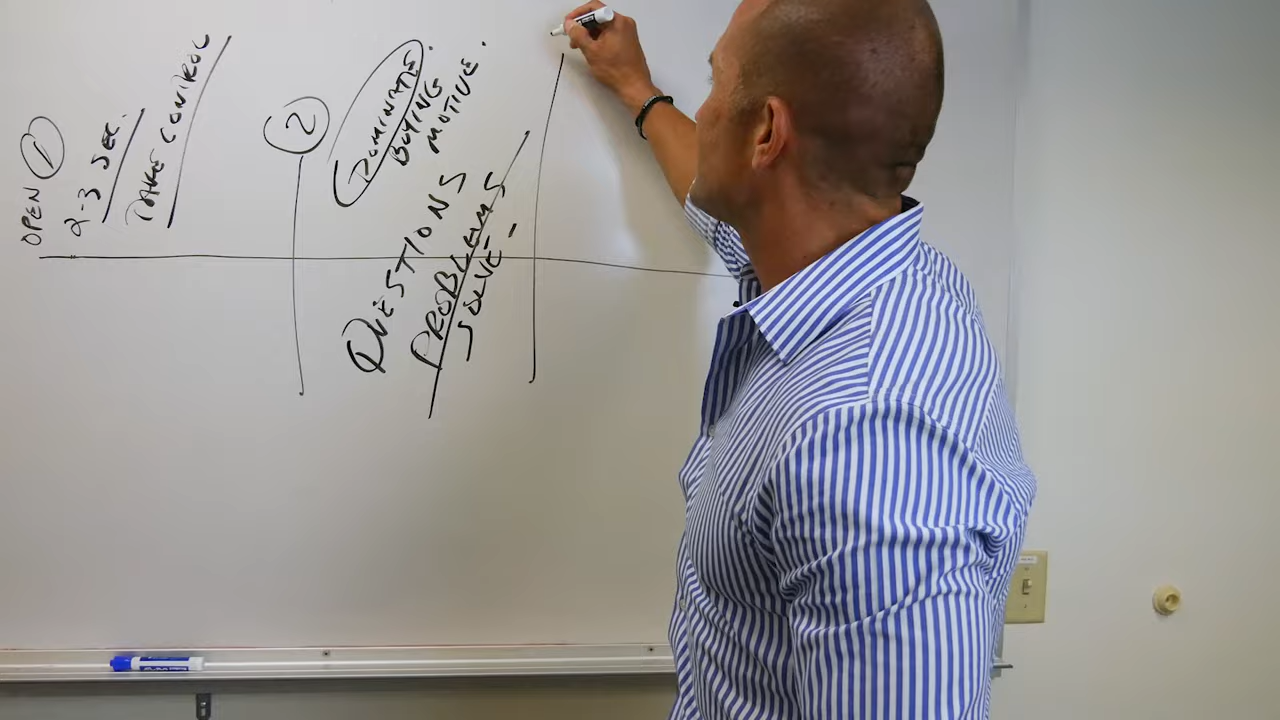 OPEN ①
2-3 SEC.
TAKE CONTROL
②
DOMINATE.
BUYING
MOTIVE.
QUESTIONS
PROBLEMS
SOLVE-